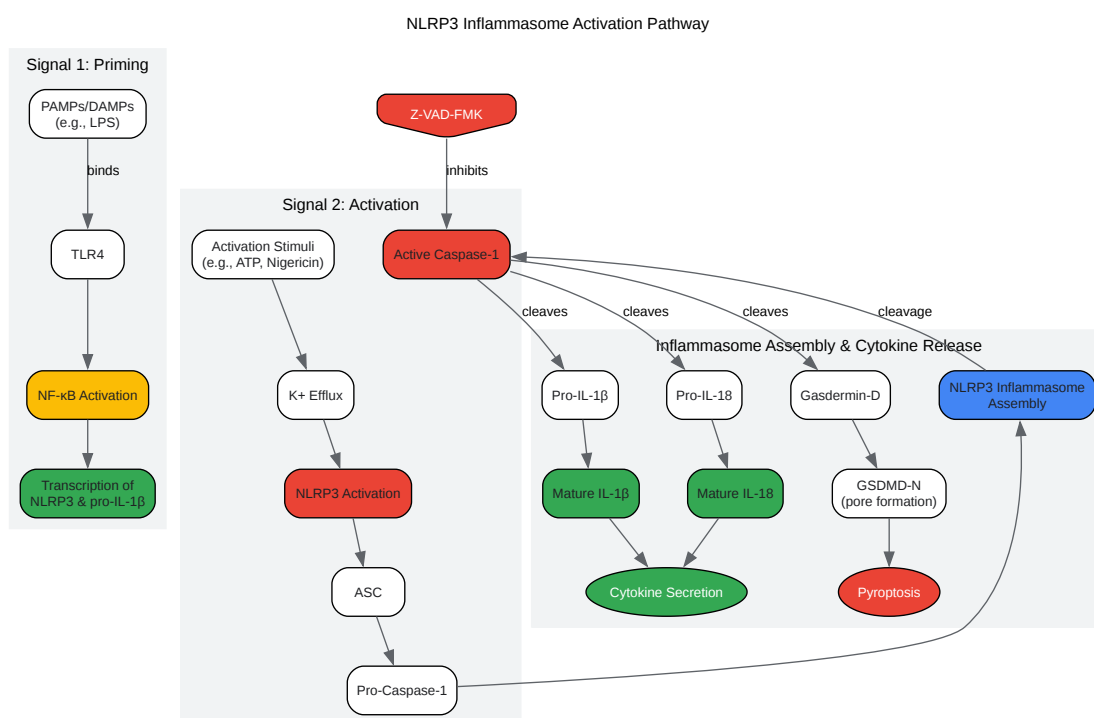 NLRP3 Inflammasome Activation Pathway
Signal 1: Priming
PAMPs/DAMPs
(e.g., LPS)
binds
TLR4
NF-κB Activation
Transcription of
NLRP3 & pro-IL-1β
Z-VAD-FMK
inhibits
Signal 2: Activation
Activation Stimuli
(e.g., ATP, Nigericin)
Active Caspase-1
K+ Efflux
NLRP3 Activation
ASC
Pro-Caspase-1
cleaves
cleaves
cleaves
cleavage
Inflammasome Assembly & Cytokine Release
Pro-IL-1β
Pro-IL-18
Gasdermin-D
NLRP3 Inflammasome
Assembly
Mature IL-1β
Mature IL-18
GSDMD-N
(pore formation)
Cytokine Secretion
Pyroptosis